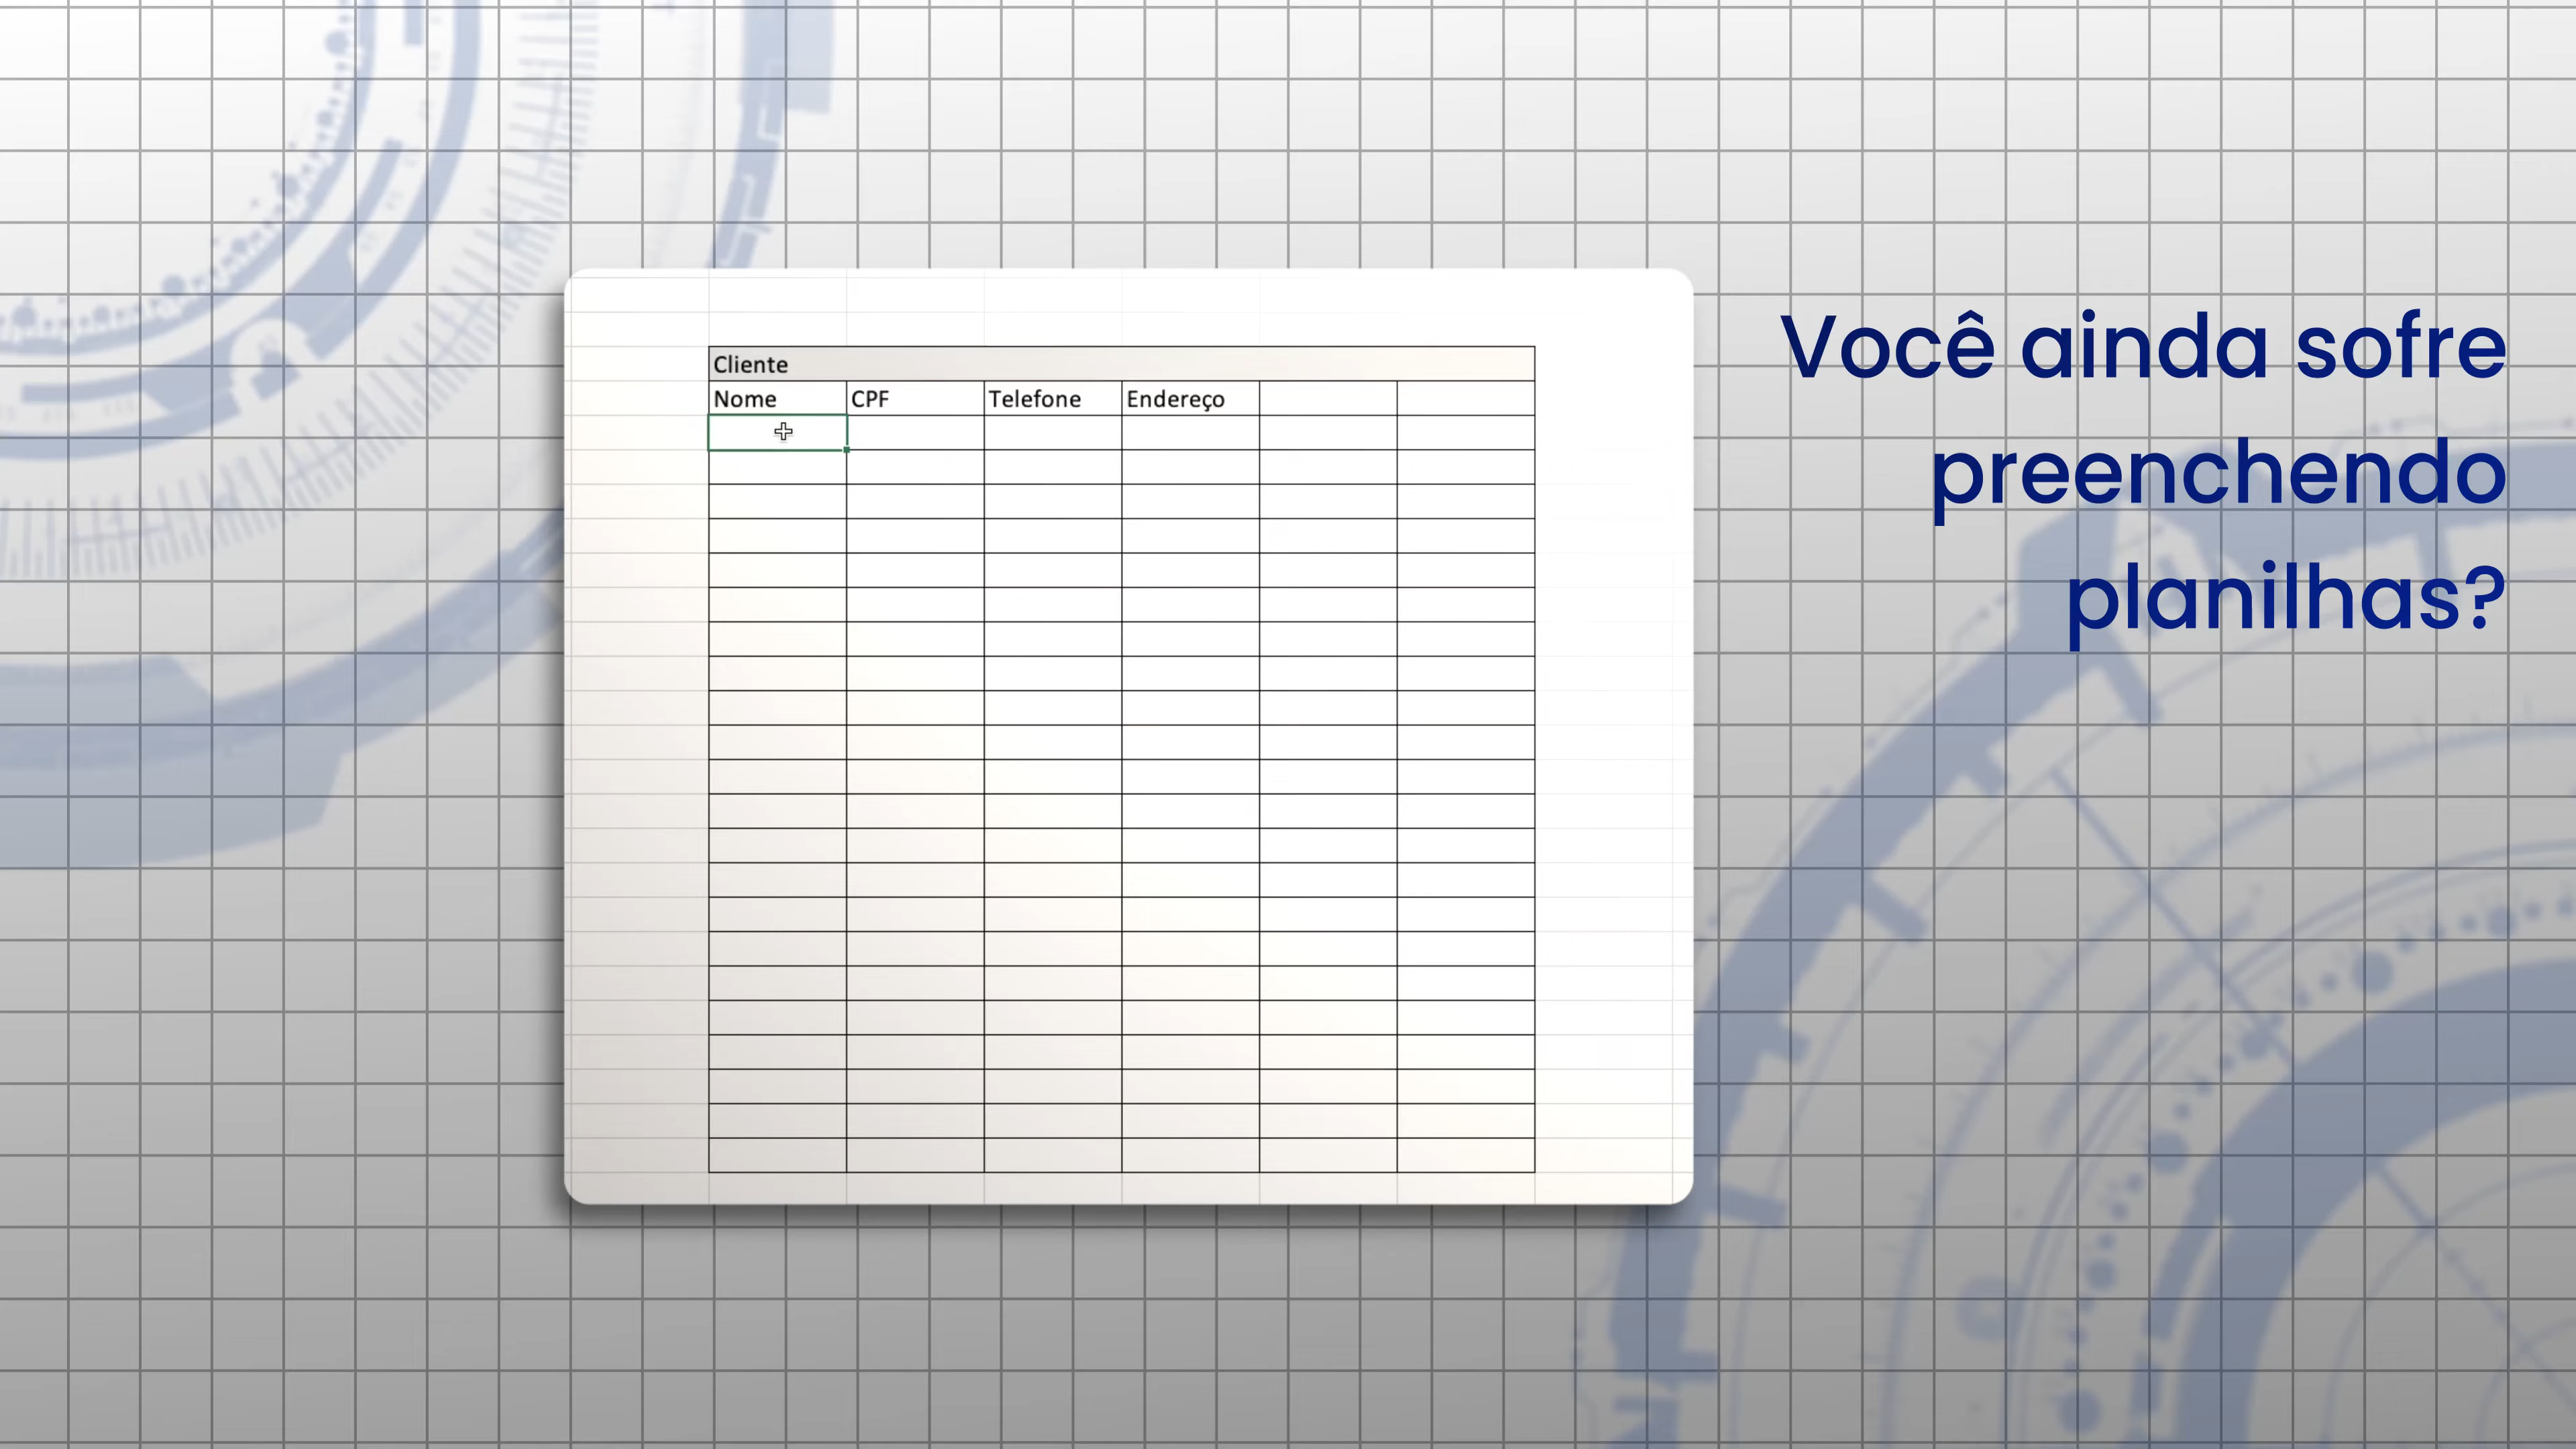 Cliente
Nome CPF Telefone Endereço
Você ainda sofre
preenchendo
planilhas?